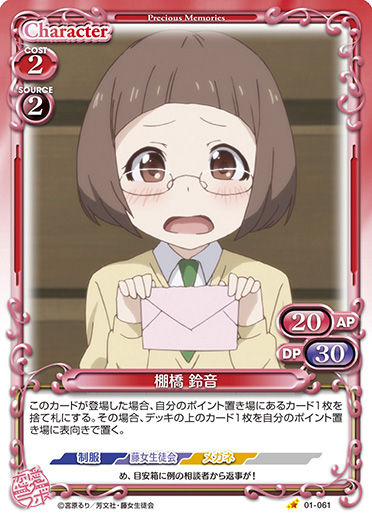 Precious Memories
Character
COST
2
SOURCE
2
20 AP
DP 30
棚橋 鈴音
このカードが登場した場合、自分のポイント置き場にあるカード1枚を
捨て札にする。その場合、デッキの上のカード1枚を自分のポイント置
き場に表向きで置く。
制服
藤女生徒会
メガネ
め、目安箱に例の相談者から返事が!
恋愛
ラボ
©宮原るり/芳文社・藤女生徒会
01-061